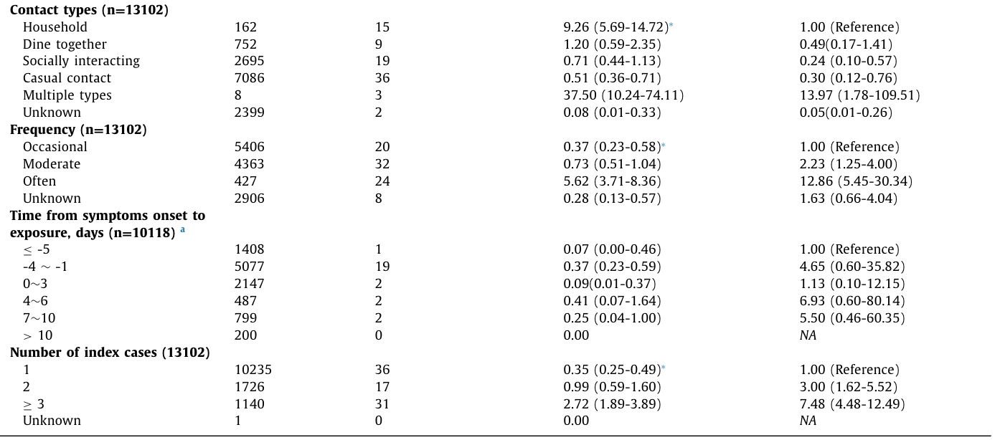 Contact types (n=13102)
Household 162 15 9.26 (5.69-14.72)* 1.00 (Reference)
Dine together 752 9 1.20 (0.59-2.35) 0.49(0.17-1.41)
Socially interacting 2695 19 0.71 (0.44-1.13) 0.24 (0.10-0.57)
Casual contact 7086 36 0.51 (0.36-0.71) 0.30 (0.12-0.76)
Multiple types 8 3 37.50 (10.24-74.11) 13.97 (1.78-109.51)
Unknown 2399 2 0.08 (0.01-0.33) 0.05(0.01-0.26)
Frequency (n=13102)
Occasional 5406 20 0.37 (0.23-0.58)* 1.00 (Reference)
Moderate 4363 32 0.73 (0.51-1.04) 2.23 (1.25-4.00)
Often 427 24 5.62 (3.71-8.36) 12.86 (5.45-30.34)
Unknown 2906 8 0.28 (0.13-0.57) 1.63 (0.66-4.04)
Time from symptoms onset to
exposure, days (n=10118) a
≤ -5 1408 1 0.07 (0.00-0.46) 1.00 (Reference)
-4 ∼ -1 5077 19 0.37 (0.23-0.59) 4.65 (0.60-35.82)
0∼3 2147 2 0.09(0.01-0.37) 1.13 (0.10-12.15)
4∼6 487 2 0.41 (0.07-1.64) 6.93 (0.60-80.14)
7∼10 799 2 0.25 (0.04-1.00) 5.50 (0.46-60.35)
> 10 200 0 0.00 NA
Number of index cases (13102)
1 10235 36 0.35 (0.25-0.49)* 1.00 (Reference)
2 1726 17 0.99 (0.59-1.60) 3.00 (1.62-5.52)
≥ 3 1140 31 2.72 (1.89-3.89) 7.48 (4.48-12.49)
Unknown 1 0 0.00 NA